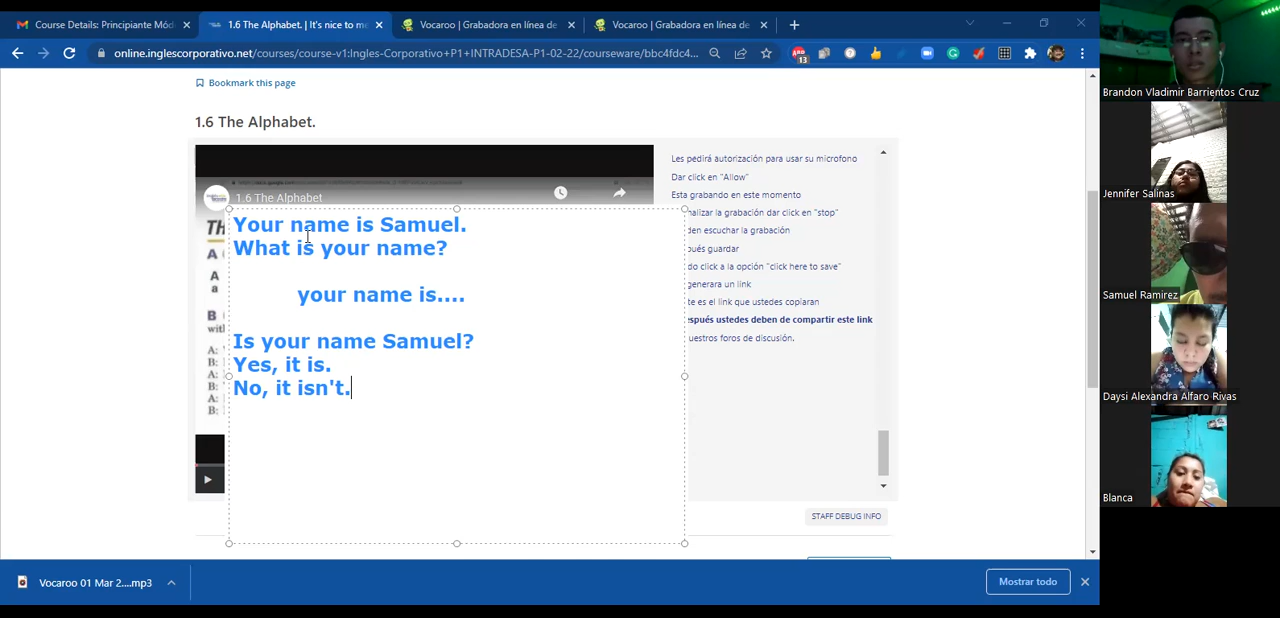 Course Details: Principiante Mód
1.6 The Alphabet. | It's nice to me
Vocaroo | Grabadora en línea de
Vocaroo | Grabadora en línea de
online.inglescorporativo.net/courses/course-v1:Ingles-Corporativo+P1+INTRADESA-P1-02-22/courseware/bbc4fdc4...
13
Bookmark this page
1.6 The Alphabet.
1.6 The Alphabet
TH
A
A
a
B
wit
A:
B:
A:
B:
A:
B:
Your name is Samuel.
What is your name?
your name is....
Is your name Samuel?
Yes, it is.
No, it isn't.
Les pedirá autorización para usar su microfono
Dar click en "Allow"
Esta grabando en este momento
nalizar la grabación dar click en "stop"
den escuchar la grabación
pués guardar
do click a la opción "click here to save"
generara un link
te es el link que ustedes copiaran
espués ustedes deben de compartir este link
uestros foros de discusión.
STAFF DEBUG INFO
Vocaroo 01 Mar 2....mp3
Mostrar todo
Brandon Vladimir Barrientos Cruz
Jennifer Salinas
Samuel Ramirez
Daysi Alexandra Alfaro Rivas
Blanca